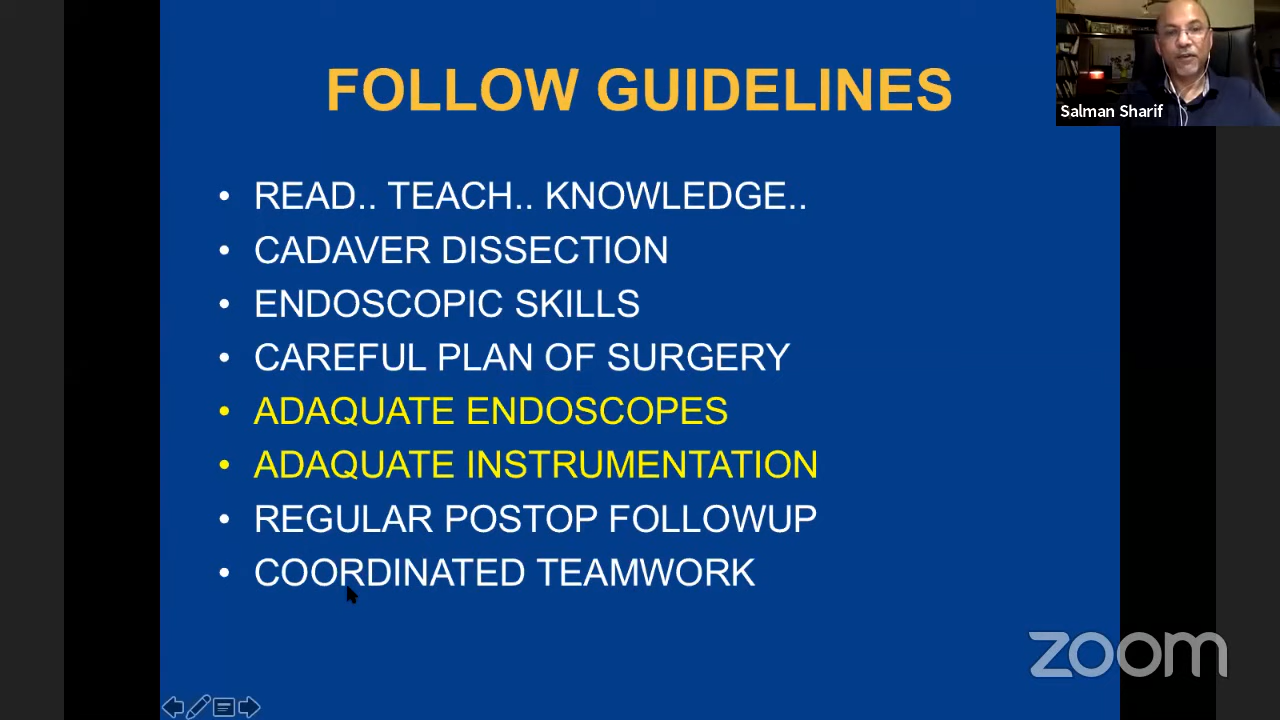 FOLLOW GUIDELINES
Salman Sharif
• READ.. TEACH.. KNOWLEDGE..
• CADAVER DISSECTION
• ENDOSCOPIC SKILLS
• CAREFUL PLAN OF SURGERY
• ADAQUATE ENDOSCOPES
• ADAQUATE INSTRUMENTATION
• REGULAR POSTOP FOLLOWUP
• COORDINATED TEAMWORK
zoom